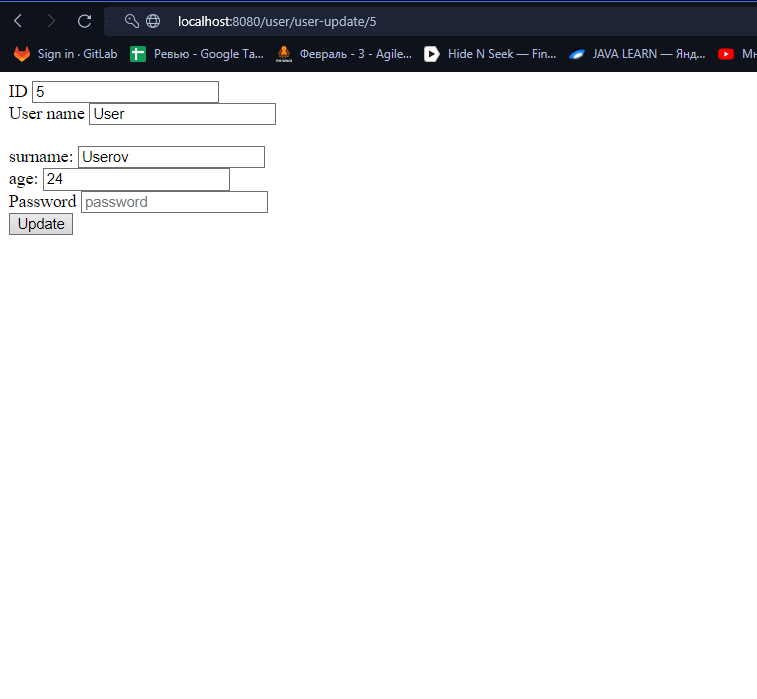 localhost:8080/user/user-update/5
Sign in · GitLab Ревью - Google Ta... Февраль - 3 - Agile... Hide N Seek — Fin... JAVA LEARN — Янд...
ID 5
User name User
surname: Userov
age: 24
Password password
Update